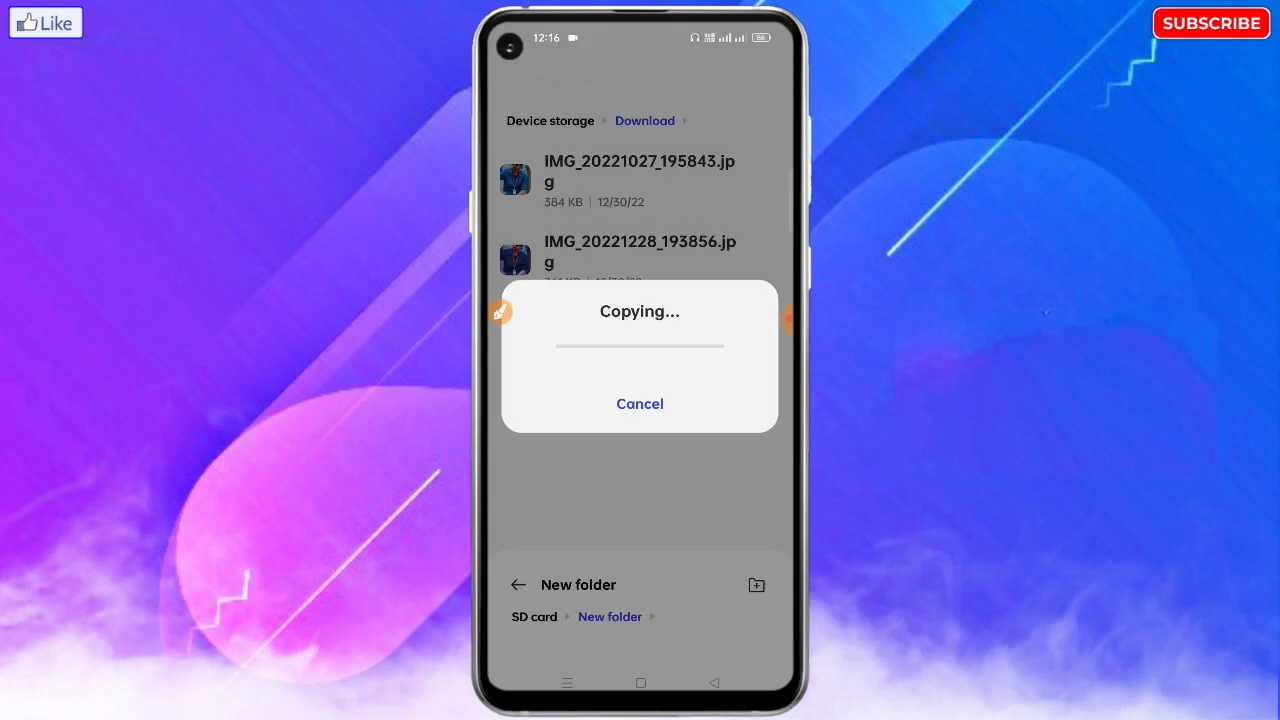 Like
SUBSCRIBE
12:16
86
Device storage
Download
IMG_20221027_195843.jp
g
384 KB | 12/30/22
IMG_20221228_193856.jp
g
Copying...
Cancel
New folder
SD card
New folder